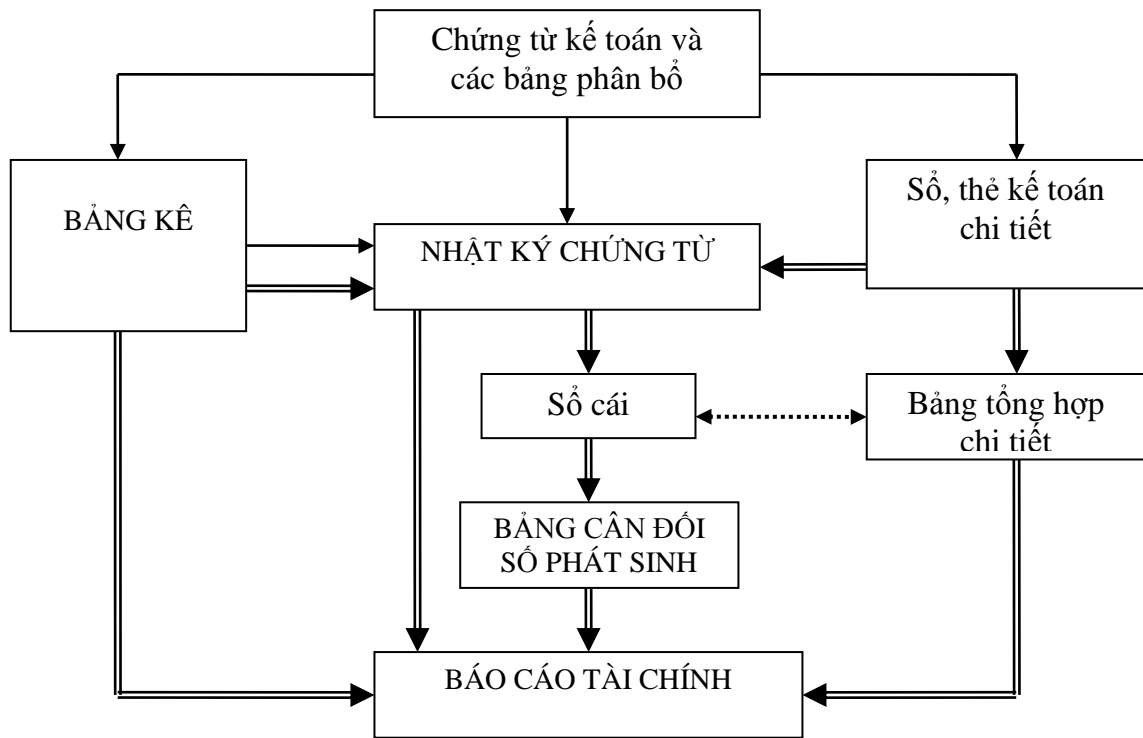 Chứng từ kế toán và
các bảng phân bổ
BẢNG KÊ
NHẬT KÝ CHỨNG TỪ
Sổ, thẻ kế toán
chi tiết
Sổ cái
Bảng tổng hợp
chi tiết
BẢNG CÂN ĐỐI
SỐ PHÁT SINH
BÁO CÁO TÀI CHÍNH